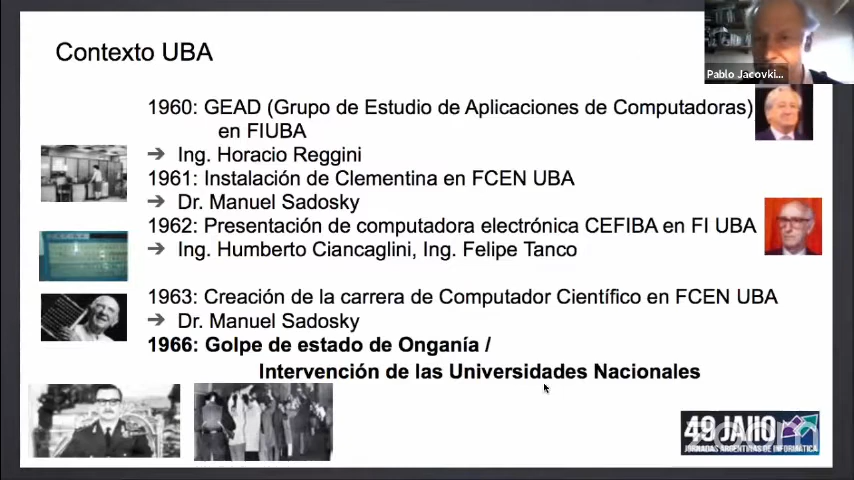 Contexto UBA
Pablo Jacovki...
1960: GEAD (Grupo de Estudio de Aplicaciones de Computadoras)
en FIUBA
➔ Ing. Horacio Reggini
1961: Instalación de Clementina en FCEN UBA
➔ Dr. Manuel Sadosky
1962: Presentación de computadora electrónica CEFIBA en FI UBA
➔ Ing. Humberto Ciancaglini, Ing. Felipe Tanco
1963: Creación de la carrera de Computador Científico en FCEN UBA
➔ Dr. Manuel Sadosky
1966: Golpe de estado de Onganía /
Intervención de las Universidades Nacionales
49 JAIIO
JORNADAS ARGENTINAS DE INFORMÁTICA
zoom